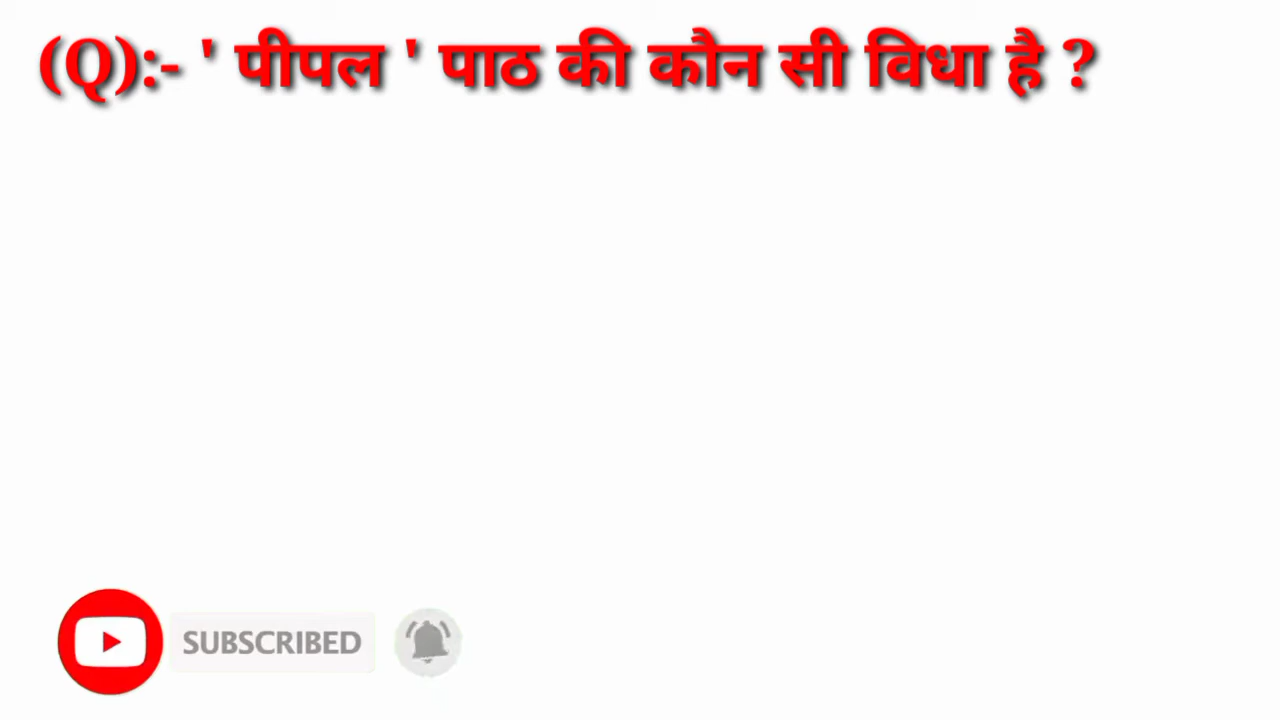 (Q):- ' पीपल ' पाठ की कौन सी विधा है ?
SUBSCRIBED